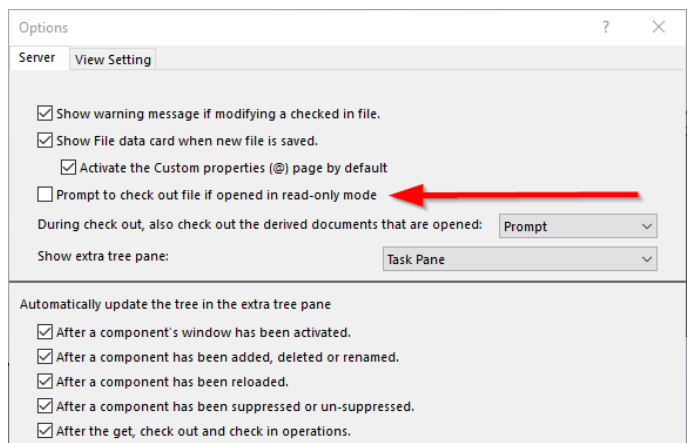 Options
?
Server
View Setting
Show warning message if modifying a checked in file.
Show File data card when new file is saved.
Activate the Custom properties (@) page by default
Prompt to check out file if opened in read-only mode
During check out, also check out the derived documents that are opened: Prompt
Show extra tree pane: Task Pane
Automatically update the tree in the extra tree pane
After a component's window has been activated.
After a component has been added, deleted or renamed.
After a component has been reloaded.
After a component has been suppressed or un-suppressed.
After the get, check out and check in operations.